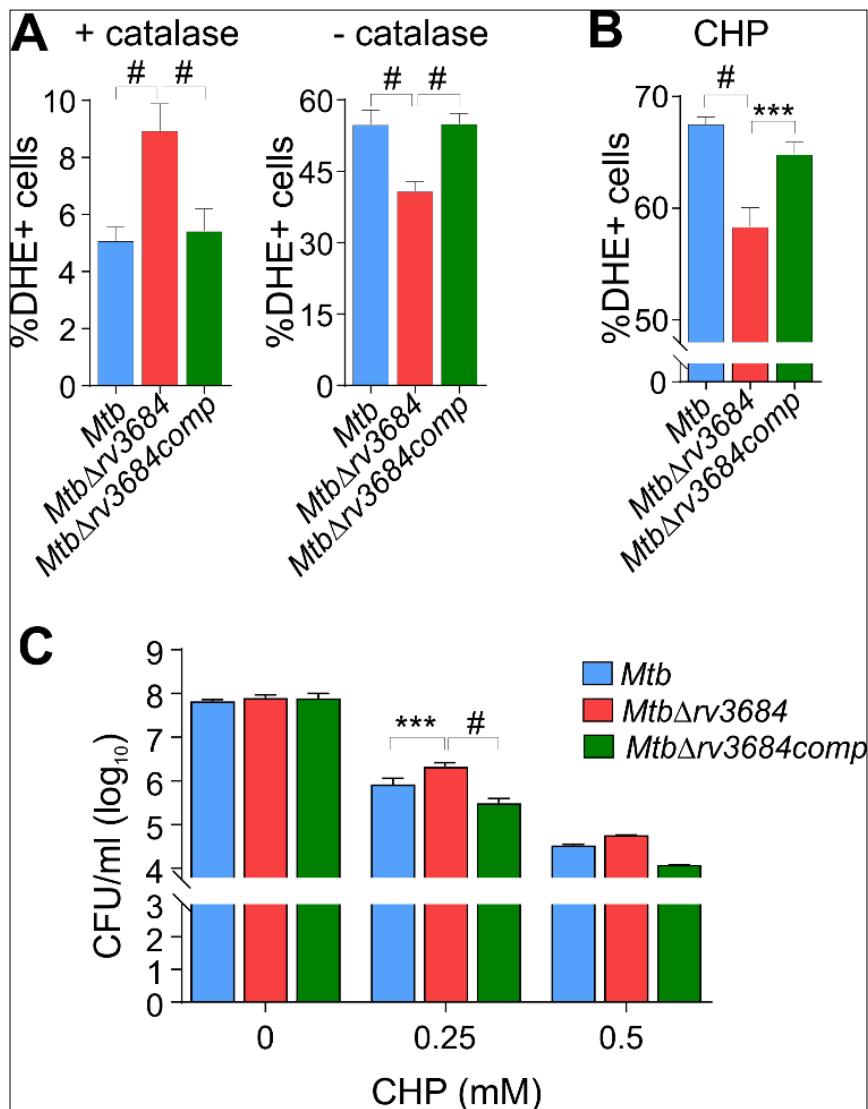 A
+ catalase
# #
%DHE+ cells
10
8
6
4
2
0
Mtb
MtbΔrv3684
MtbΔrv3684comp
- catalase
# #
%DHE+ cells
60
45
30
15
0
Mtb
MtbΔrv3684
MtbΔrv3684comp
B
CHP
#
***
%DHE+ cells
70
60
50
0
Mtb
MtbΔrv3684
MtbΔrv3684comp
C
CFU/ml (log₁₀)
9
8
7
6
5
4
3
2
1
0
*** #
Mtb
MtbΔrv3684
MtbΔrv3684comp
0 0.25 0.5
CHP (mM)